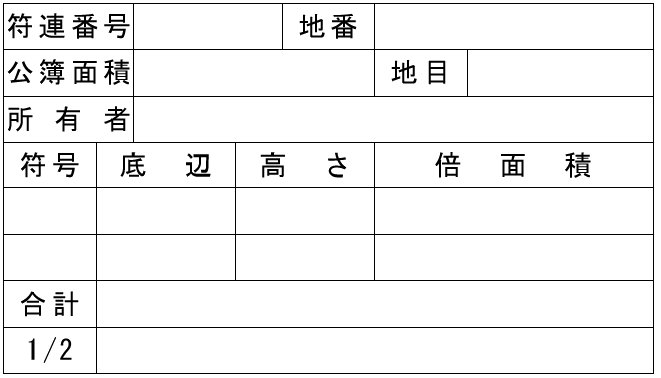 符連番号 地番
公簿面積 地目
所有者
符号 底辺 高さ 倍面積
合計
1/2